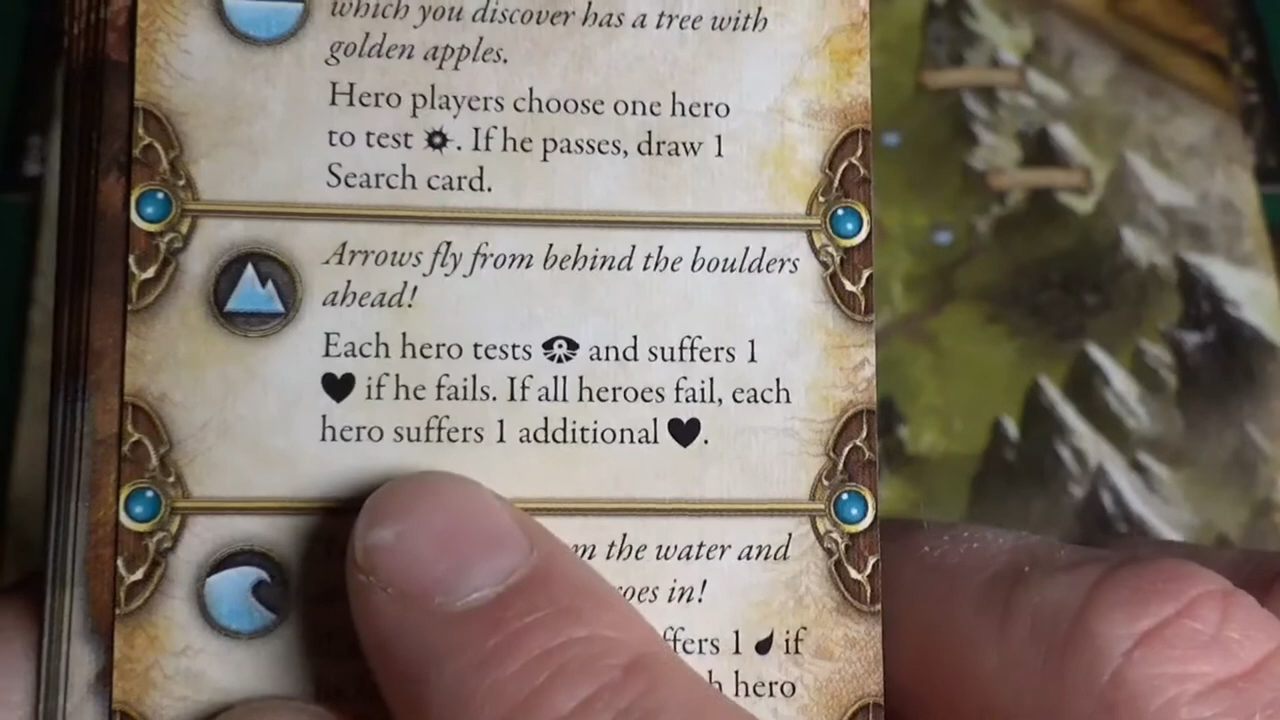 which you discover has a tree with
golden apples.
Hero players choose one hero
to test . If he passes, draw 1
Search card.
Arrows fly from behind the boulders
ahead!
Each hero tests and suffers 1
if he fails. If all heroes fail, each
hero suffers 1 additional .
the water and
in!
1 if
hero